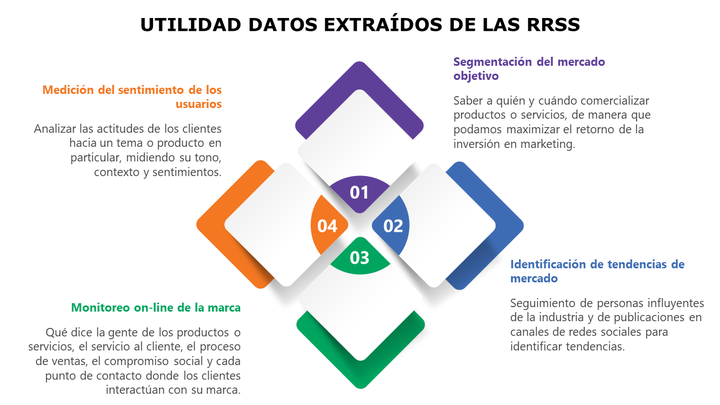 UTILIDAD DATOS EXTRAÍDOS DE LAS RRSS
Segmentación del mercado
objetivo
Saber a quién y cuándo comercializar
productos o servicios, de manera que
podamos maximizar el retorno de la
inversión en marketing.
Medición del sentimiento de los
usuarios
Analizar las actitudes de los clientes
hacia un tema o producto en
particular, midiendo su tono,
contexto y sentimientos.
01
04
02
03
Identificación de tendencias de
mercado
Seguimiento de personas influyentes
de la industria y de publicaciones en
canales de redes sociales para
identificar tendencias.
Monitoreo on-line de la marca
Qué dice la gente de los productos o
servicios, el servicio al cliente, el proceso
de ventas, el compromiso social y cada
punto de contacto donde los clientes
interactúan con su marca.